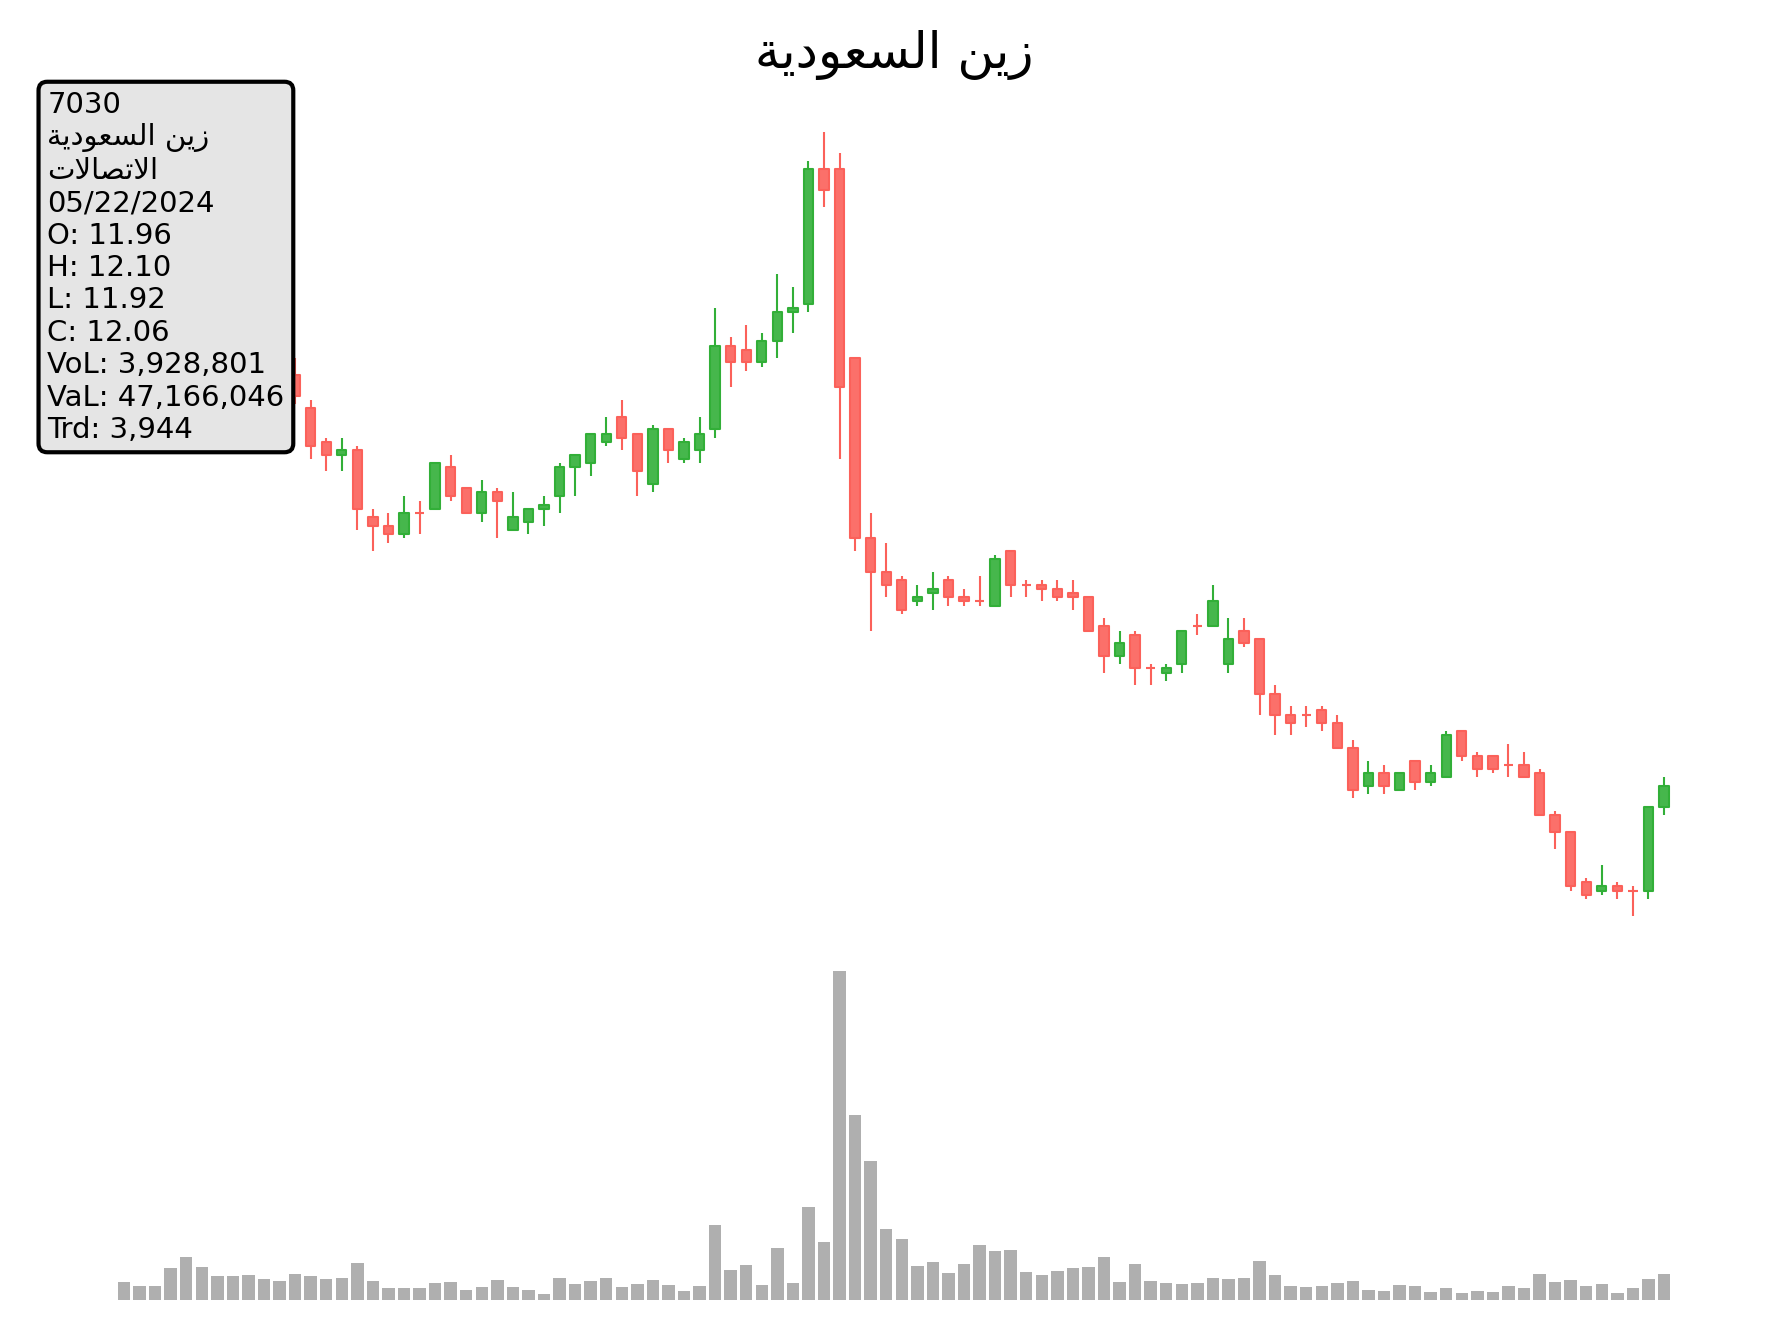 زين السعودية
7030
زين السعودية
الاتصالات
05/22/2024
O: 11.96
H: 12.10
L: 11.92
C: 12.06
VoL: 3,928,801
VaL: 47,166,046
Trd: 3,944